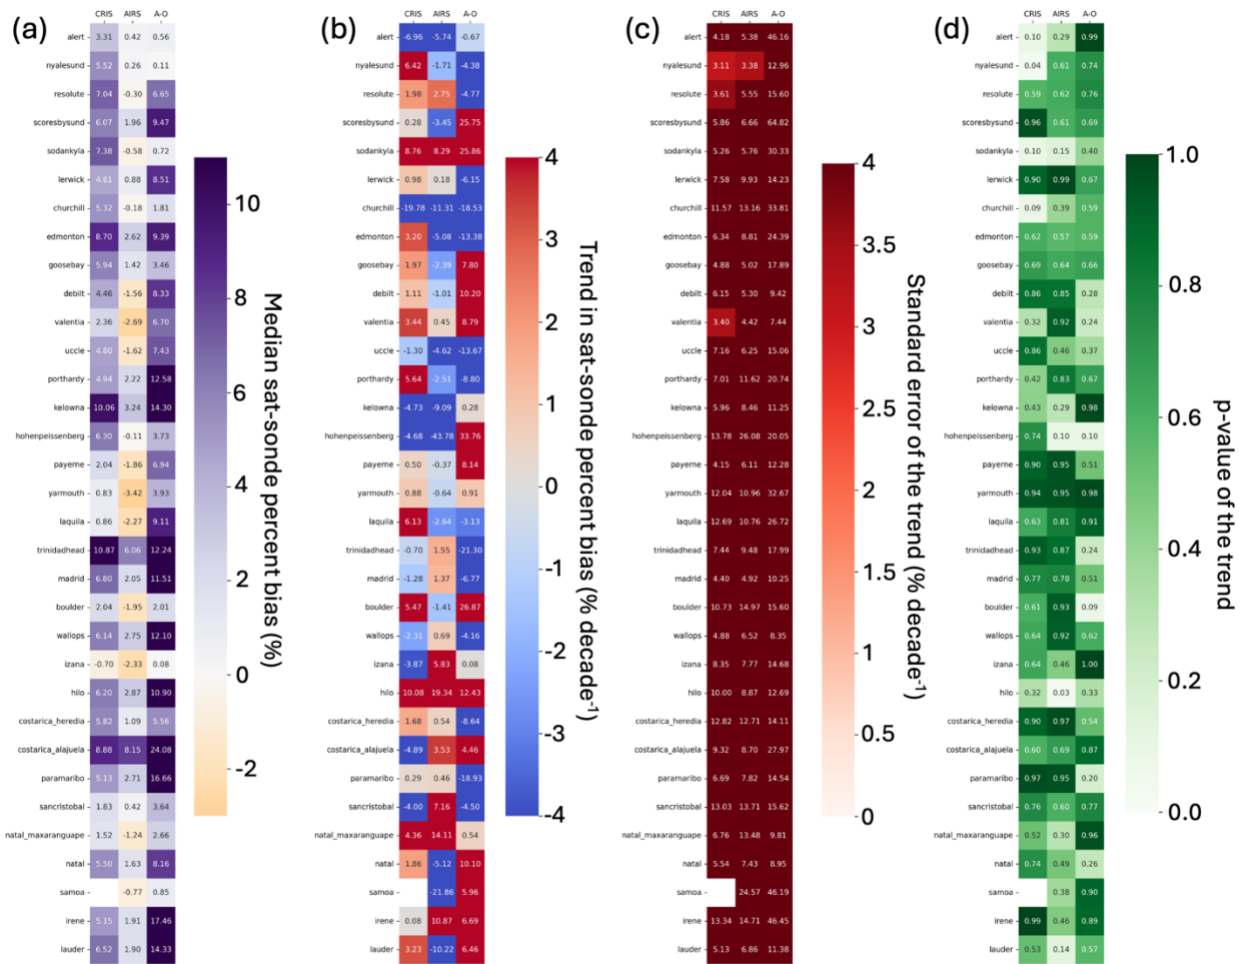 (a) CRIS AIRS A-O
alert 3.31 0.42 0.56
nyalesund 5.52 0.26 0.11
resolute 7.04 -0.30 6.65
scoresbysund 6.07 1.96 9.47
sodankyla 7.38 -0.58 0.72
lerwick 4.61 0.88 8.51
churchill 5.32 -0.18 1.81
edmonton 8.70 2.62 9.39
goosebay 5.94 1.42 3.46
debilt 4.46 -1.56 8.33
valentia 2.36 -2.69 6.70
uccle 4.80 -1.62 7.43
porthardy 4.94 2.22 12.58
kelowna 10.06 3.24 14.30
hohenpeissenberg 6.30 -0.11 3.73
payerne 2.04 -1.86 6.94
yarmouth 0.83 -3.42 3.93
laquila 0.86 -2.27 9.11
trinidadhead 10.87 6.06 12.24
madrid 6.80 2.05 11.51
boulder 2.04 -1.95 2.01
wallops 6.14 2.75 12.10
izana -0.70 -2.33 0.08
hilo 6.20 2.87 10.90
costarica_heredia 5.82 1.09 5.56
costarica_alajuela 8.88 8.15 24.08
paramaribo 5.13 2.71 16.66
sancristobal 1.83 0.42 3.64
natal_maxaranguape 1.52 -1.24 2.66
natal 5.50 1.63 8.16
samoa -0.77 0.85
irene 5.15 1.91 17.46
lauder 6.52 1.90 14.33
10
8
6
4
2
0
-2
Median sat-sonde percent bias (%)
(b) CRIS AIRS A-O
alert -6.96 -5.74 -0.67
nyalesund 6.42 -1.71 -4.38
resolute 1.98 2.75 -4.77
scoresbysund 0.28 -3.45 25.75
sodankyla 8.76 8.29 25.86
lerwick 0.98 0.18 -6.15
churchill -19.78 -11.31 -18.53
edmonton 3.20 -5.08 -13.38
goosebay 1.97 -2.39 7.80
debilt 1.11 -1.01 10.20
valentia 3.44 0.45 8.79
uccle -1.30 -4.62 -13.67
porthardy 5.64 -2.51 -8.80
kelowna -4.73 -9.09 0.28
hohenpeissenberg -4.68 -43.78 33.76
payerne 0.50 -0.37 8.14
yarmouth 0.88 -0.64 0.91
laquila 6.13 -2.64 -3.13
trinidadhead -0.70 1.55 -21.30
madrid -1.28 1.37 -6.77
boulder 5.47 -1.41 26.87
wallops -2.31 0.69 -4.16
izana -3.87 5.83 0.08
hilo 10.08 19.34 12.43
costarica_heredia 1.68 0.54 -8.64
costarica_alajuela -4.89 3.53 4.46
paramaribo 0.29 0.46 -18.93
sancristobal -4.00 7.16 -4.50
natal_maxaranguape 4.36 14.11 0.54
natal 1.86 -5.12 10.10
samoa -21.86 5.96
irene 0.08 10.87 6.69
lauder 3.23 -10.22 6.46
4
3
2
1
0
-1
-2
-3
-4
Trend in sat-sonde percent bias (% decade⁻¹)
(c) CRIS AIRS A-O
alert 4.18 5.38 46.16
nyalesund 3.11 3.38 12.96
resolute 3.61 5.55 15.60
scoresbysund 5.86 6.66 64.82
sodankyla 5.26 5.76 30.33
lerwick 7.58 9.93 14.23
churchill 11.57 13.16 33.81
edmonton 6.34 8.81 24.39
goosebay 4.88 5.02 17.89
debilt 6.15 5.30 9.42
valentia 3.40 4.42 7.44
uccle 7.16 6.25 15.06
porthardy 7.01 11.62 20.74
kelowna 5.96 8.46 11.25
hohenpeissenberg 13.78 26.08 20.05
payerne 4.15 6.11 12.28
yarmouth 12.04 10.96 32.67
laquila 12.69 10.76 26.72
trinidadhead 7.44 9.48 17.99
madrid 4.40 4.92 10.25
boulder 10.73 14.97 15.60
wallops 4.88 6.52 8.35
izana 8.35 7.77 14.68
hilo 10.00 8.87 12.69
costarica_heredia 12.82 12.71 14.11
costarica_alajuela 9.32 8.70 27.97
paramaribo 6.69 7.82 14.54
sancristobal 13.03 13.71 15.62
natal_maxaranguape 6.76 13.48 9.81
natal 5.54 7.43 8.95
samoa 24.57 46.19
irene 13.34 14.71 46.45
lauder 5.13 6.86 11.38
4
3.5
3
2.5
2
1.5
1
0.5
0
Standard error of the trend (% decade⁻¹)
(d) CRIS AIRS A-O
alert 0.10 0.29 0.99
nyalesund 0.04 0.61 0.74
resolute 0.59 0.62 0.76
scoresbysund 0.96 0.61 0.69
sodankyla 0.10 0.15 0.40
lerwick 0.90 0.99 0.67
churchill 0.09 0.39 0.59
edmonton 0.62 0.57 0.59
goosebay 0.69 0.64 0.66
debilt 0.86 0.85 0.28
valentia 0.32 0.92 0.24
uccle 0.86 0.46 0.37
porthardy 0.42 0.83 0.67
kelowna 0.43 0.29 0.98
hohenpeissenberg 0.74 0.10 0.10
payerne 0.90 0.95 0.51
yarmouth 0.94 0.95 0.98
laquila 0.63 0.81 0.91
trinidadhead 0.93 0.87 0.24
madrid 0.77 0.78 0.51
boulder 0.61 0.93 0.09
wallops 0.64 0.92 0.62
izana 0.64 0.46 1.00
hilo 0.32 0.03 0.33
costarica_heredia 0.90 0.97 0.54
costarica_alajuela 0.60 0.69 0.87
paramaribo 0.97 0.95 0.20
sancristobal 0.76 0.60 0.77
natal_maxaranguape 0.52 0.30 0.96
natal 0.74 0.49 0.26
samoa 0.38 0.90
irene 0.99 0.46 0.89
lauder 0.53 0.14 0.57
1.0
0.8
0.6
0.4
0.2
0.0
p-value of the trend